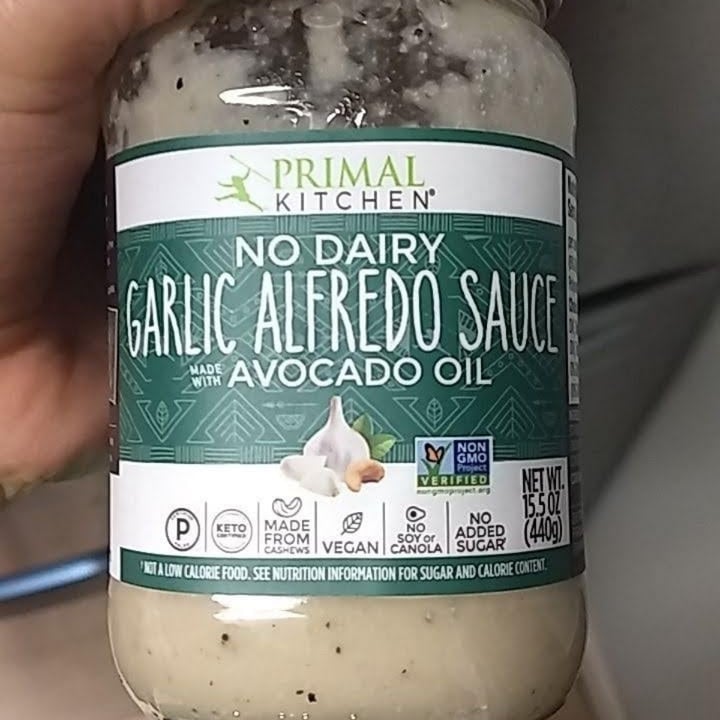 PRIMAL
KITCHEN®
NO DAIRY
GARLIC ALFREDO SAUCE
MADE WITH AVOCADO OIL
NON
GMO
Project
VERIFIED
nongmoproject.org
NET WT.
15.5 OZ
(440g)
P
KETO
CERTIFIED
MADE
FROM
CASHEWS
VEGAN
NO
SOY or
CANOLA
NO
ADDED
SUGAR†
†NOT A LOW CALORIE FOOD. SEE NUTRITION INFORMATION FOR SUGAR AND CALORIE CONTENT.